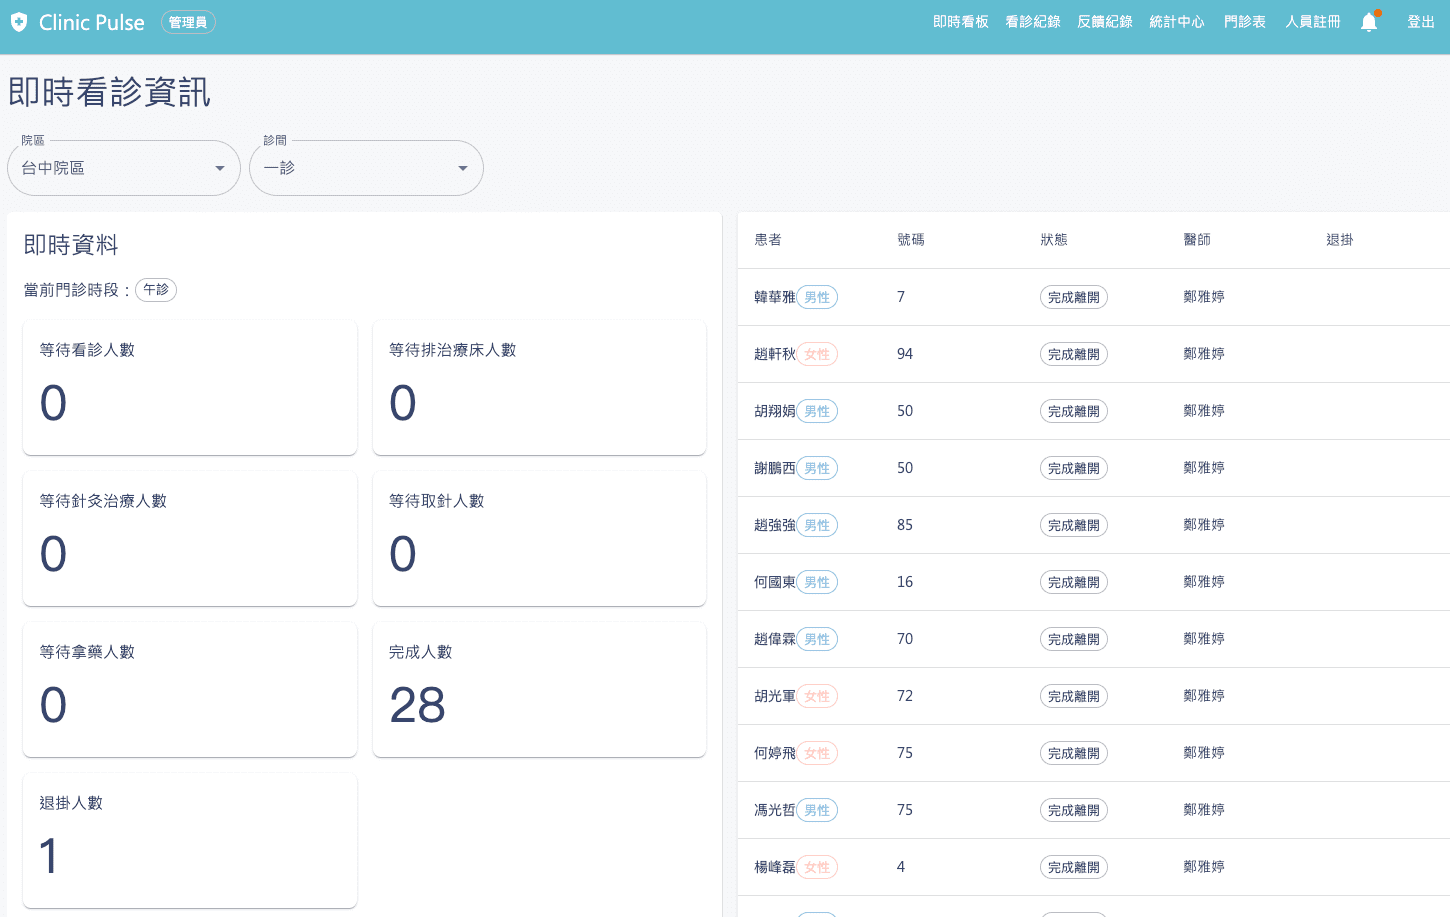 Clinic Pulse 管理員 即時看板 看診紀錄 反饋紀錄 統計中心 門診表 人員註冊 登出
即時看診資訊
院區 診間
台中院區 一診
即時資料
當前門診時段：午診
等待看診人數 等待排治療床人數
0 0
等待針灸治療人數 等待取針人數
0 0
等待拿藥人數 完成人數
0 28
退掛人數
1
患者 號碼 狀態 醫師 退掛
韓華雅 男性 7 完成離開 鄭雅婷
趙軒秋 女性 94 完成離開 鄭雅婷
胡翔娟 男性 50 完成離開 鄭雅婷
謝鵬西 男性 50 完成離開 鄭雅婷
趙強強 男性 85 完成離開 鄭雅婷
何國東 男性 16 完成離開 鄭雅婷
趙偉霖 男性 70 完成離開 鄭雅婷
胡光軍 女性 72 完成離開 鄭雅婷
何婷飛 女性 75 完成離開 鄭雅婷
馮光哲 男性 75 完成離開 鄭雅婷
楊峰磊 女性 4 完成離開 鄭雅婷